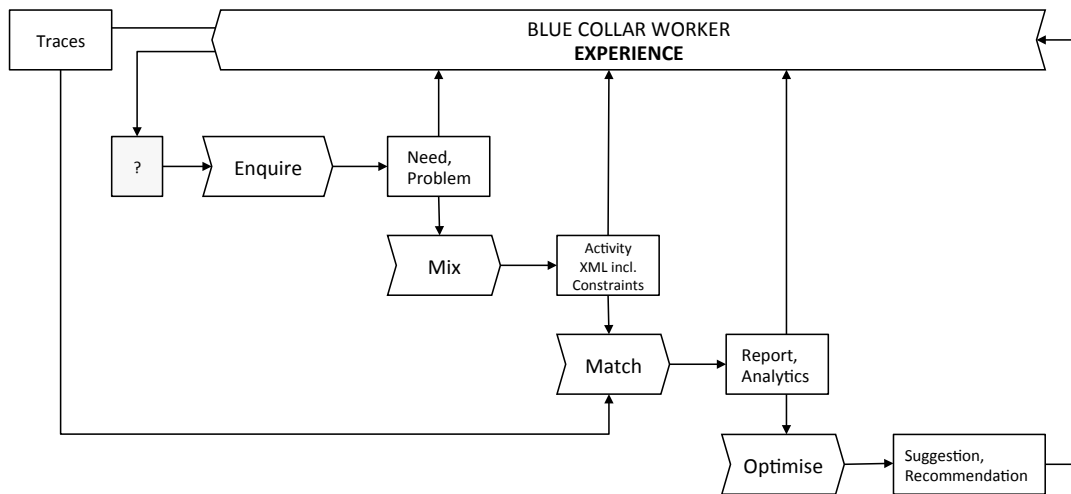 Traces
BLUE COLLAR WORKER
EXPERIENCE
?
Enquire
Need,
Problem
Mix
Activity
XML incl.
Constraints
Match
Report,
Analytics
Optimise
Suggestion,
Recommendation